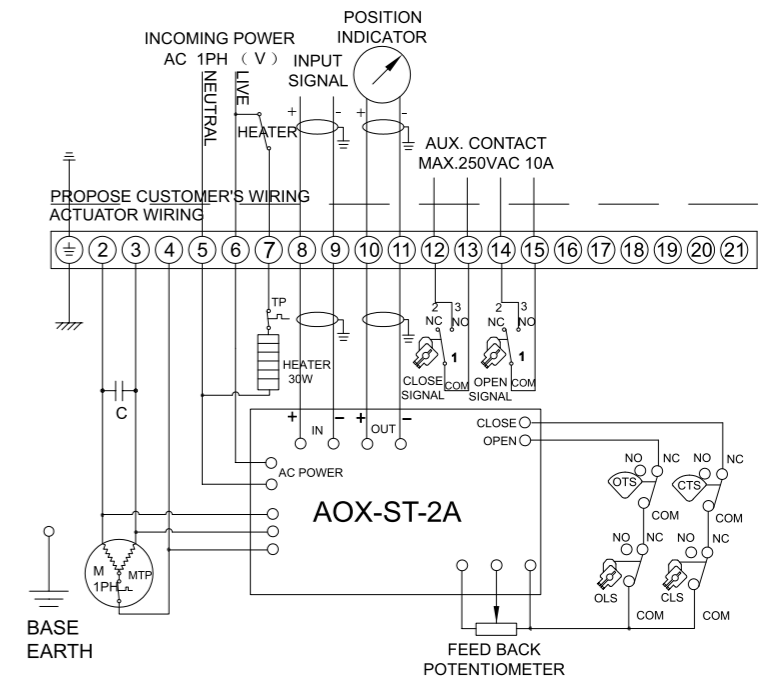 POSITION
INDICATOR
INCOMING POWER
AC 1PH ( V )
INPUT
SIGNAL
NEUTRAL
LIVE
HEATER
+ -
+ -
AUX. CONTACT
MAX.250VAC 10A
PROPOSE CUSTOMER'S WIRING
ACTUATOR WIRING
2 3 4 5 6 7 8 9 10 11 12 13 14 15 16 17 18 19 20 21
TP
HEATER
30W
2 3
NC NO
1
CLOSE
SIGNAL
COM
2 3
NC NO
1
OPEN
SIGNAL
COM
C
+ IN -
+ OUT -
CLOSE
OPEN
AC POWER
AOX-ST-2A
NO NC
OTS
COM
NO NC
CTS
COM
NO NC
OLS
COM
NO NC
CLS
COM
M
1PH
MTP
BASE
EARTH
FEED BACK
POTENTIOMETER